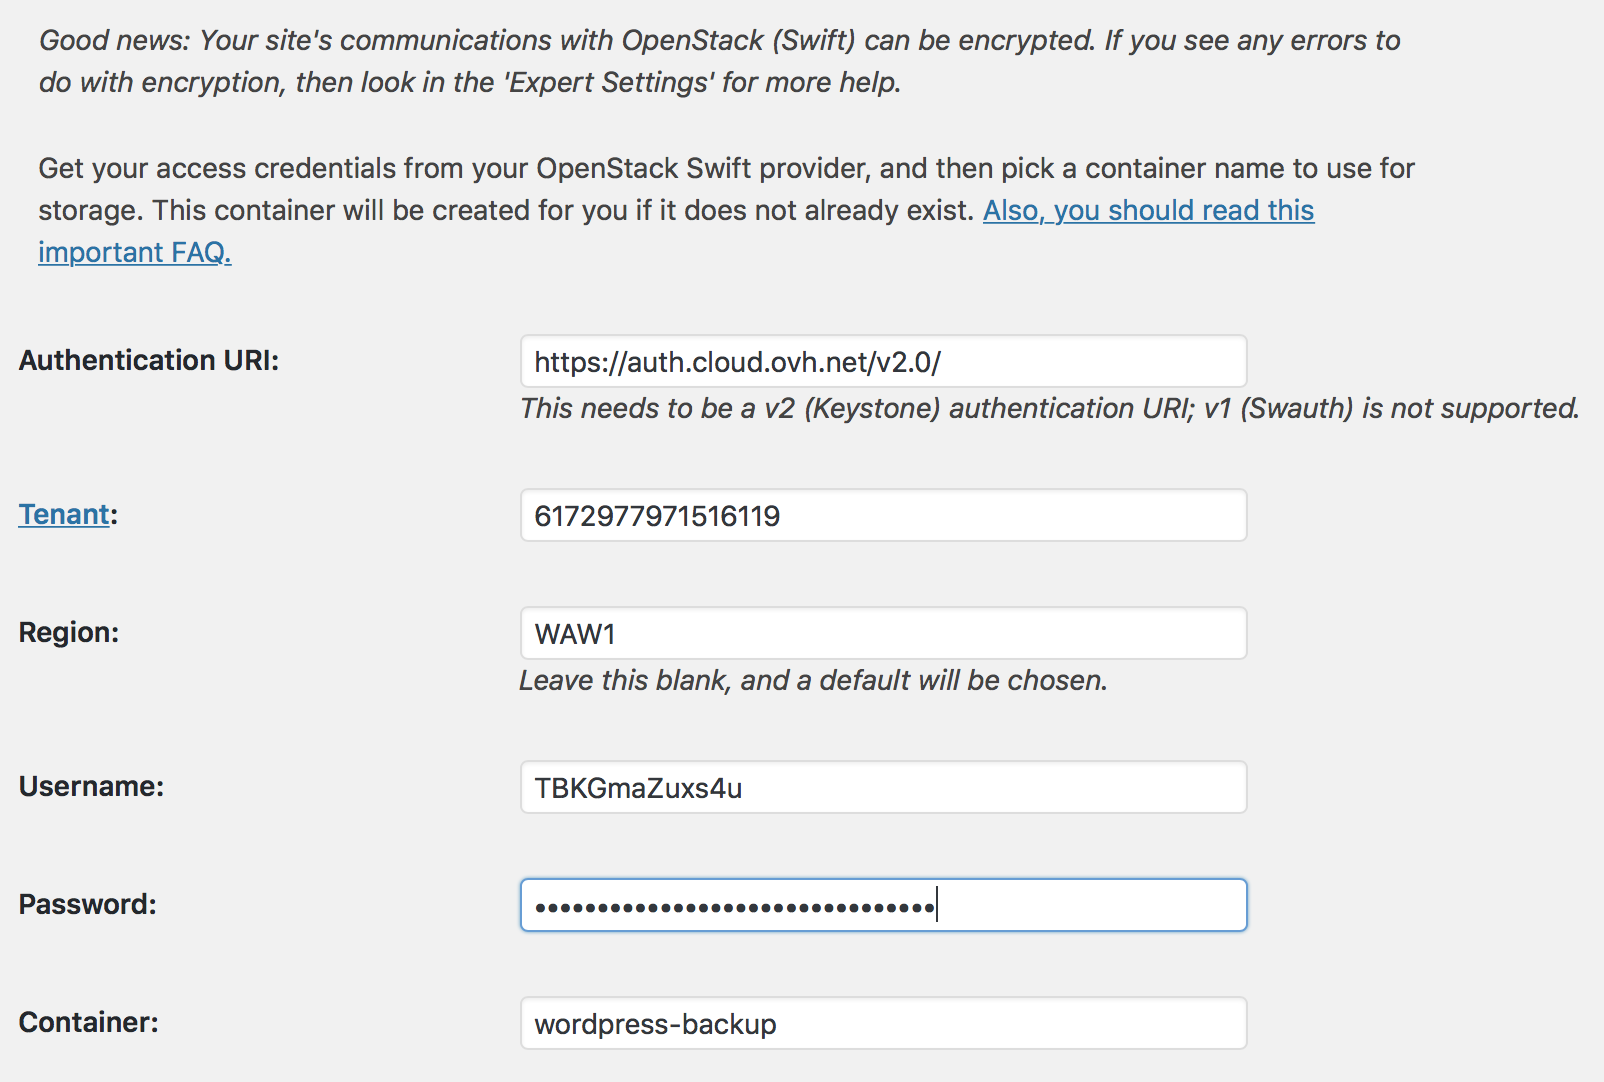 Good news: Your site's communications with OpenStack (Swift) can be encrypted. If you see any errors to
do with encryption, then look in the 'Expert Settings' for more help.
Get your access credentials from your OpenStack Swift provider, and then pick a container name to use for
storage. This container will be created for you if it does not already exist. Also, you should read this
important FAQ.
Authentication URI: https://auth.cloud.ovh.net/v2.0/
This needs to be a v2 (Keystone) authentication URI; v1 (Swauth) is not supported.
Tenant: 6172977971516119
Region: WAW1
Leave this blank, and a default will be chosen.
Username: TBKGmaZuxs4u
Password: ••••••••••••••••••••••••••••••••
Container: wordpress-backup